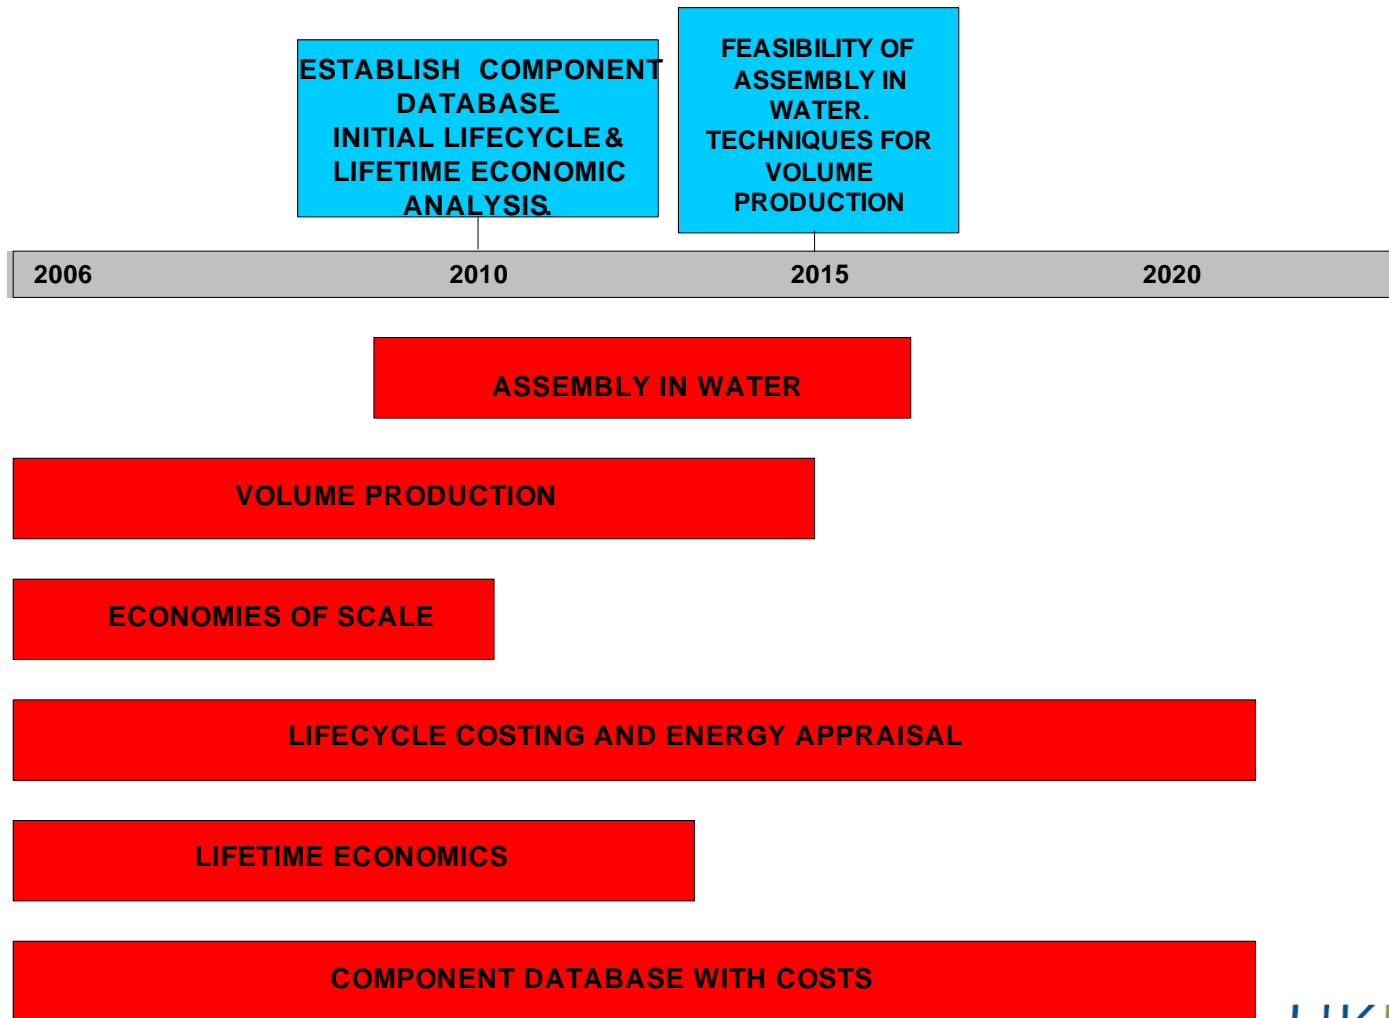 ESTABLISH COMPONENT
DATABASE.
INITIAL LIFECYCLE &
LIFETIME ECONOMIC
ANALYSIS.
FEASIBILITY OF
ASSEMBLY IN
WATER.
TECHNIQUES FOR
VOLUME
PRODUCTION
2006 2010 2015 2020
ASSEMBLY IN WATER
VOLUME PRODUCTION
ECONOMIES OF SCALE
LIFECYCLE COSTING AND ENERGY APPRAISAL
LIFETIME ECONOMICS
COMPONENT DATABASE WITH COSTS